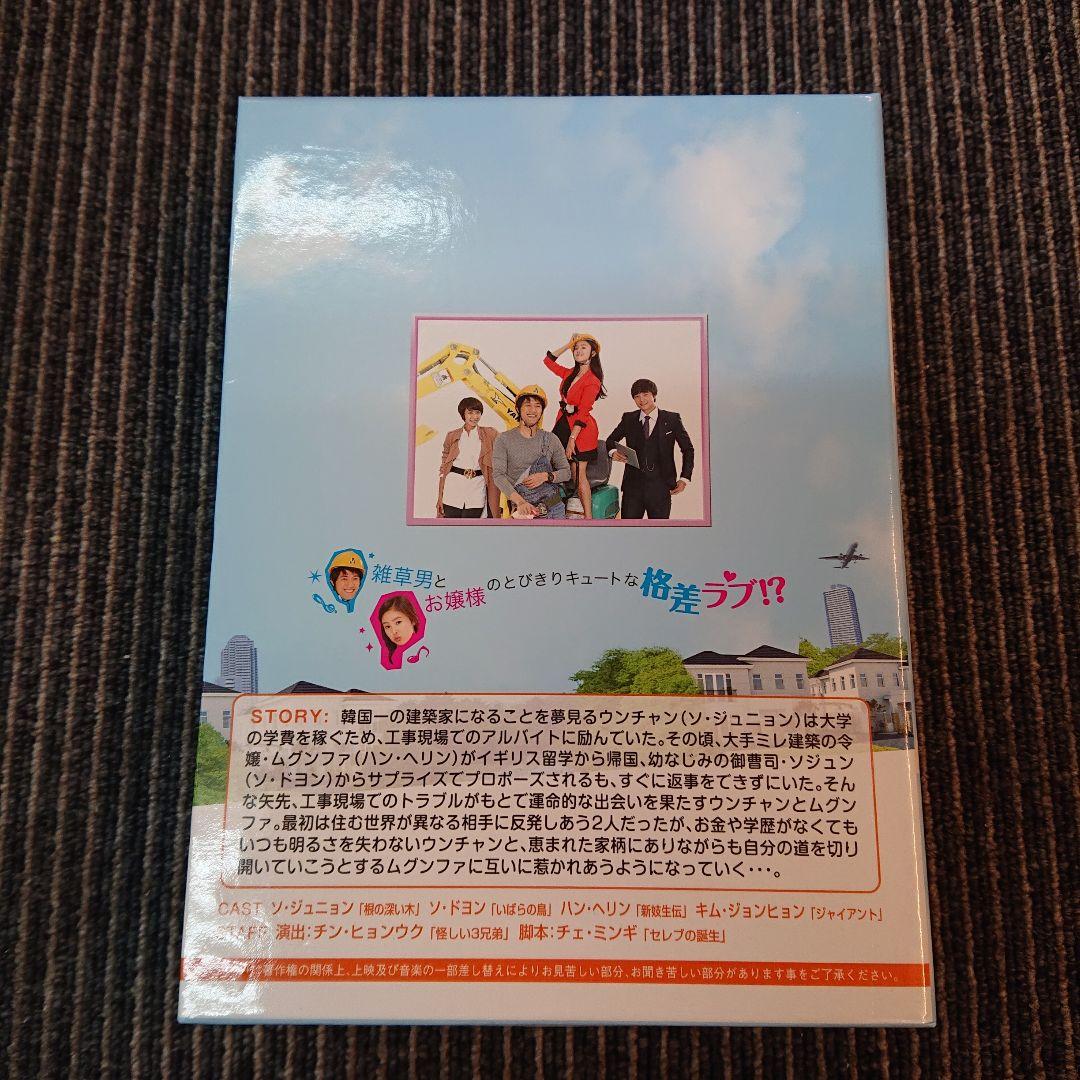 雑草男と
お嬢様のとびきりキュートな格差ラブ!?
STORY: 韓国一の建築家になることを夢見るウンチャン(ソ・ジュニョン)は大学
の学費を稼ぐため、工事現場でのアルバイトに励んでいた。その頃、大手ミレ建築の令
嬢・ムグンファ(ハン・ヘリン)がイギリス留学から帰国、幼なじみの御曹司・ソジュン
(ソ・ドヨン)からサプライズでプロポーズされるも、すぐに返事をできずにいた。そん
な矢先、工事現場でのトラブルがもとで運命的な出会いを果たすウンチャンとムグン
ファ。最初は住む世界が異なる相手に反発しあう2人だったが、お金や学歴がなくても
いつも明るさを失わないウンチャンと、恵まれた家柄にありながらも自分の道を切り
開いていこうとするムグンファに互いに惹かれあうようになっていく・・・。
CAST ソ・ジュニョン「根の深い木」 ソ・ドヨン「いばらの鳥」 ハン・ヘリン「新妓生伝」 キム・ジョンヒョン「ジャイアント」
STAFF 演出:チン・ヒョンウク「怪しい3兄弟」 脚本:チェ・ミンギ「セレブの誕生」
著作権の関係上、上映及び音楽の一部差し替えによりお見苦しい部分、お聞き苦しい部分があります事をご了承ください。